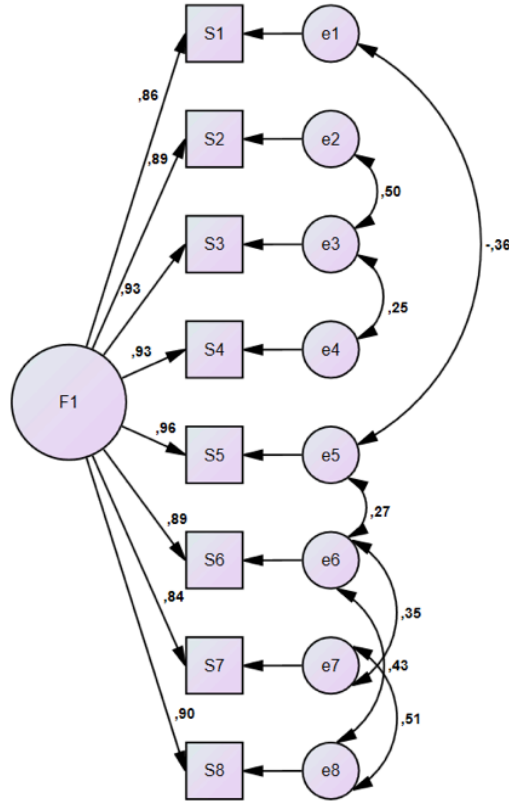 S1 e1
,86
S2 e2
,89
,50
S3 e3
-,36
,93
,25
S4 e4
,93
F1
,96
S5 e5
,27
,89
S6 e6
,84
,35
S7 e7
,43
,90
,51
S8 e8